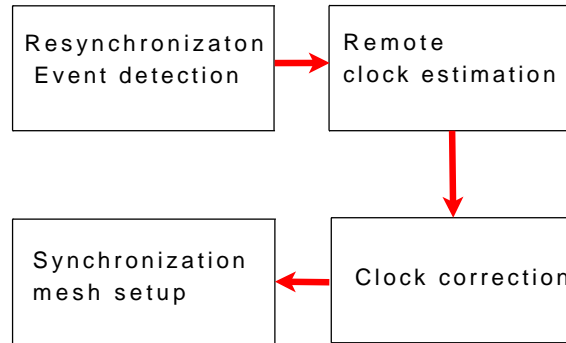 Resynchronizaton
Event detection
Remote
clock estimation
Clock correction
Synchronization
mesh setup